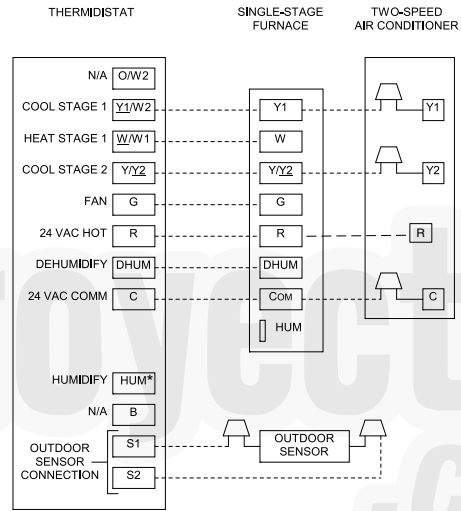 THERMIDISTAT
SINGLE-STAGE
FURNACE
TWO-SPEED
AIR CONDITIONER
N/A O/W2
COOL STAGE 1 Y1/W2 Y1 Y1
HEAT STAGE 1 W/W1 W
COOL STAGE 2 Y/Y2 Y/Y2 Y2
FAN G G
24 VAC HOT R R R
DEHUMIDIFY DHUM DHUM
24 VAC COMM C COM C
HUM
HUMIDIFY HUM*
N/A B
OUTDOOR
SENSOR
CONNECTION
S1
S2
OUTDOOR
SENSOR
royect